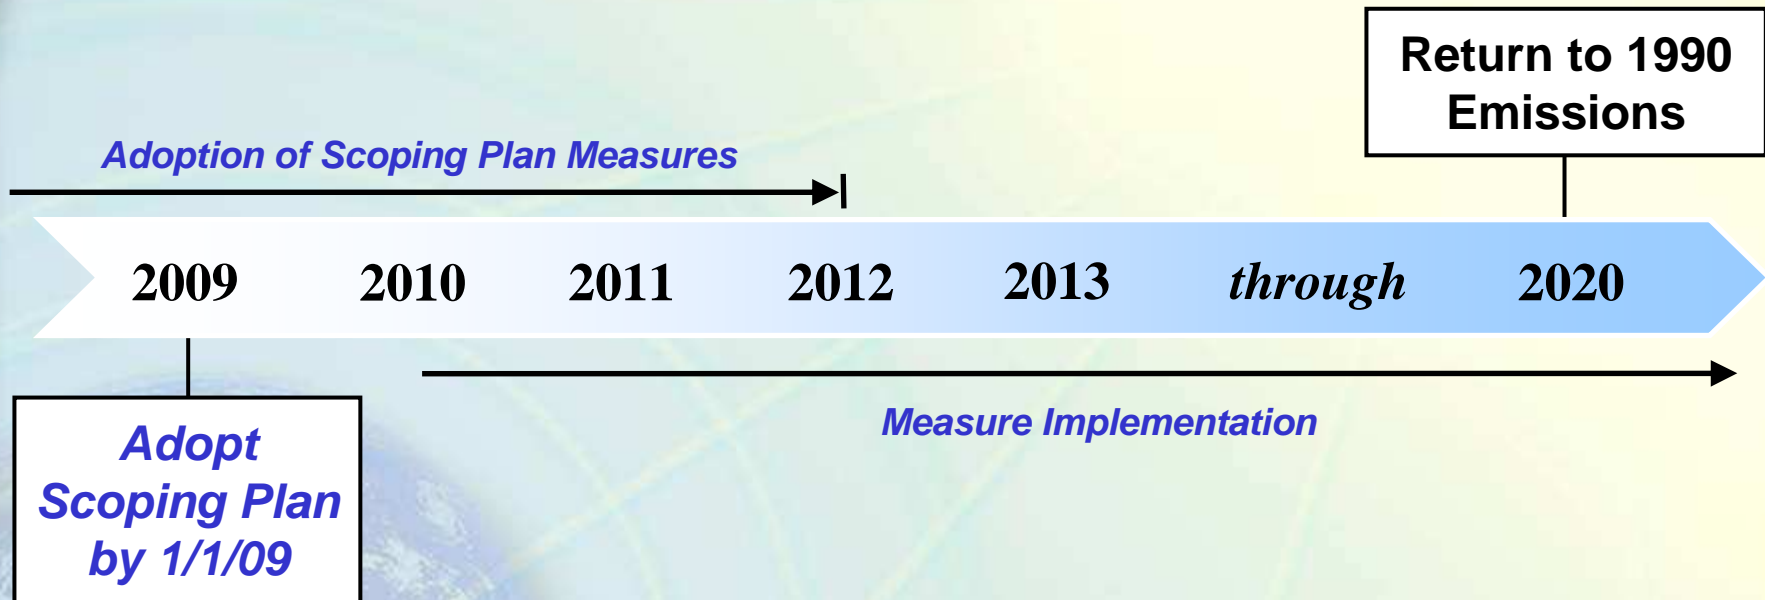 Return to 1990
Emissions
Adoption of Scoping Plan Measures
2009 2010 2011 2012 2013 through 2020
Measure Implementation
Adopt
Scoping Plan
by 1/1/09